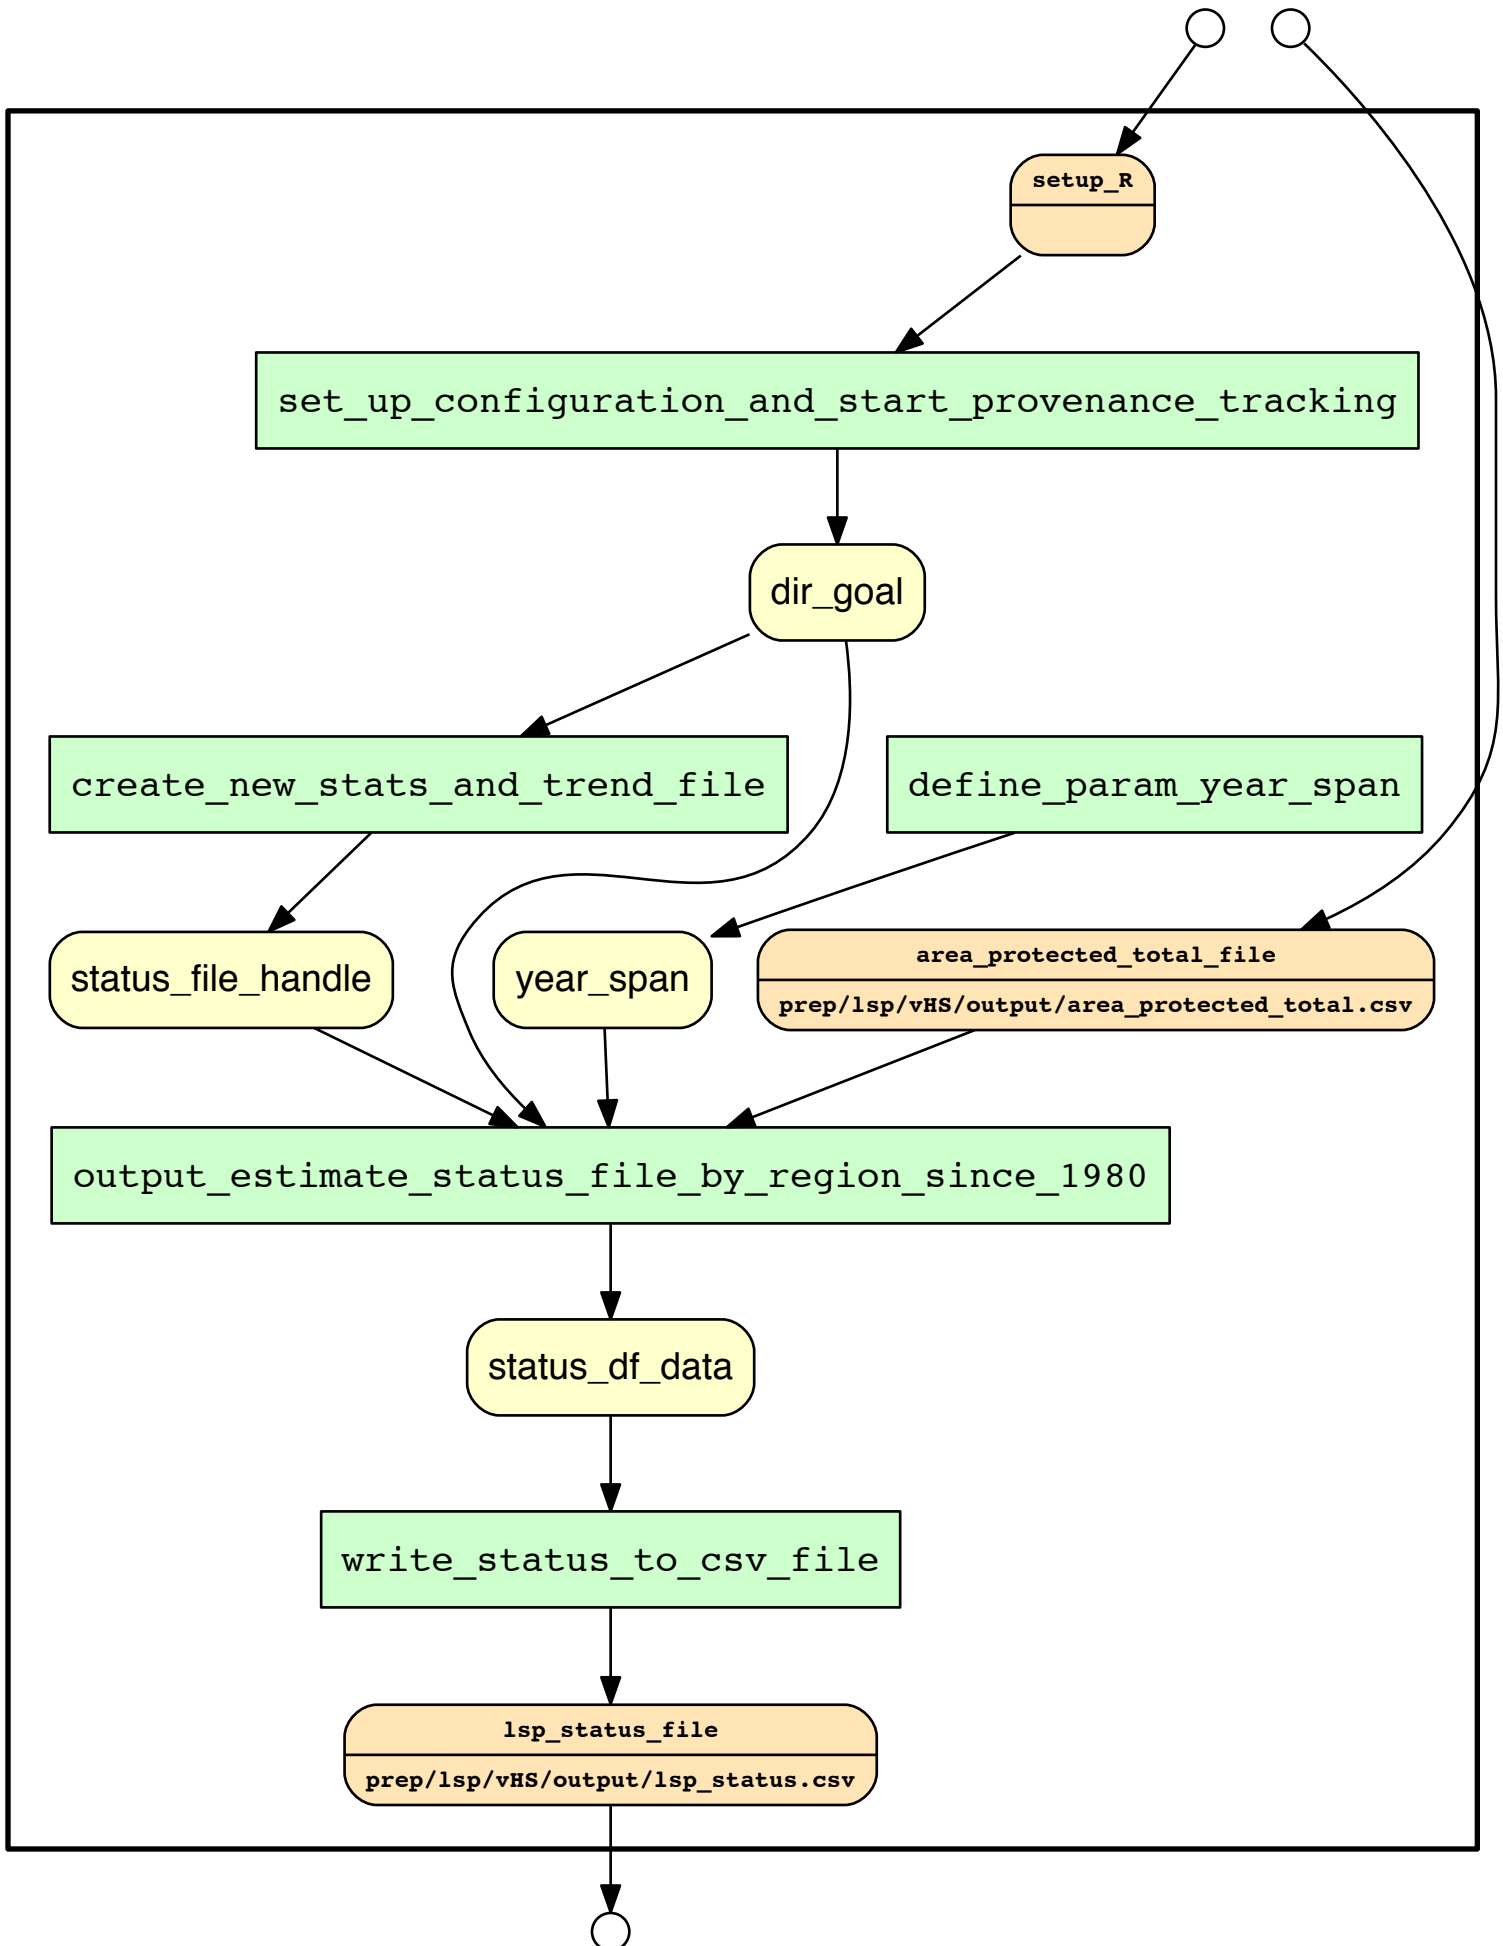 setup_R
set_up_configuration_and_start_provenance_tracking
dir_goal
create_new_stats_and_trend_file
define_param_year_span
status_file_handle
year_span
area_protected_total_file
prep/lsp/vHS/output/area_protected_total.csv
output_estimate_status_file_by_region_since_1980
status_df_data
write_status_to_csv_file
lsp_status_file
prep/lsp/vHS/output/lsp_status.csv